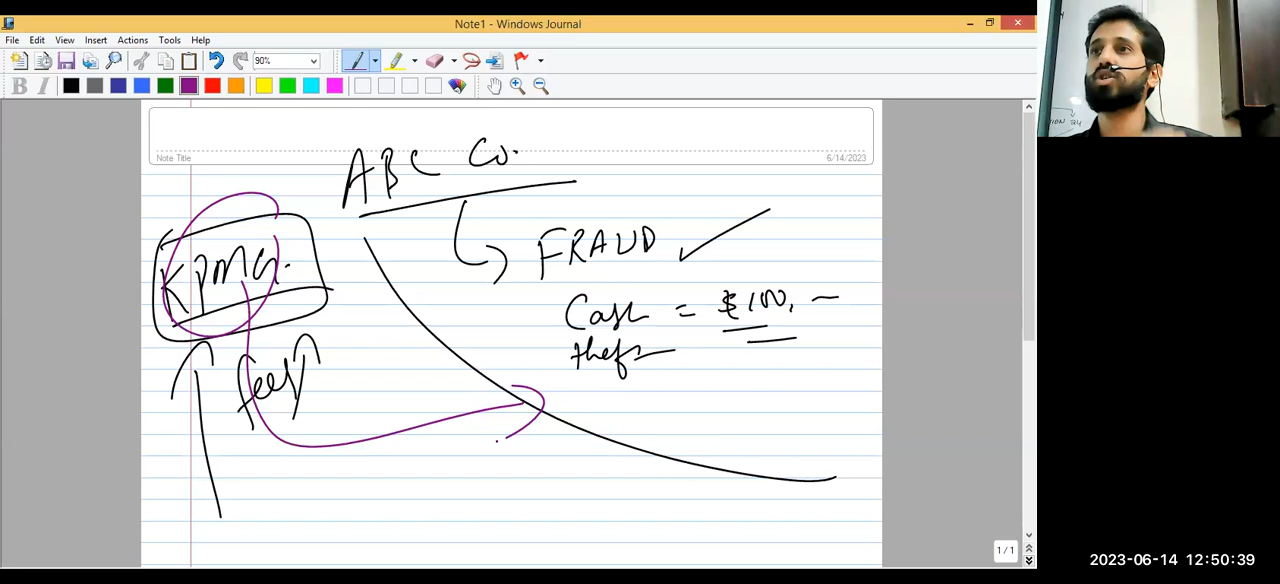 Note1 - Windows Journal
File Edit View Insert Actions Tools Help
90%
B I
Note Title
6/14/2023
ABC Co.
FRAUD ✓
KPMG.
Cash = $100, —
theft
fees
1/1
2023-06-14 12:50:39